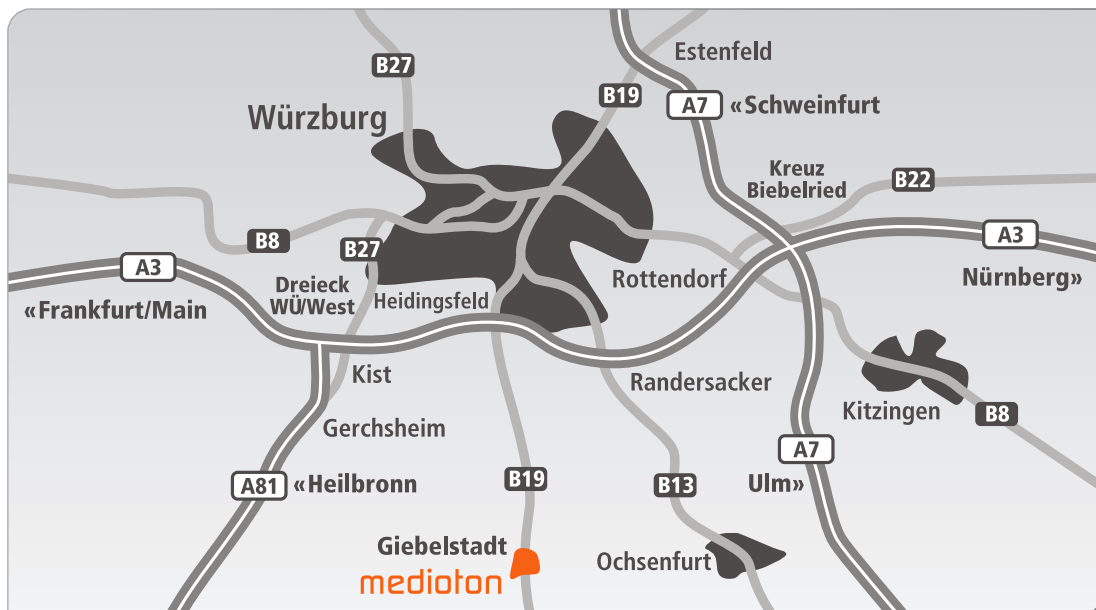 Estenfeld
B27
B19
A7 «Schweinfurt
Würzburg
Kreuz
Biebelried
B22
B8
B27
A3
Nürnberg»
A3
«Frankfurt/Main
Dreieck
WÜ/West
Heidingsfeld
Rottendorf
Kist
Randersacker
Kitzingen
B8
Gerchsheim
A7
Ulm»
A81 «Heilbronn
B19
B13
Giebelstadt
medioton
Ochsenfurt